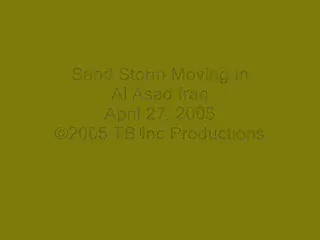 Sand Storm Moving in
Al Asad Iraq
April 27, 2005
©2005 TB Inc Productions